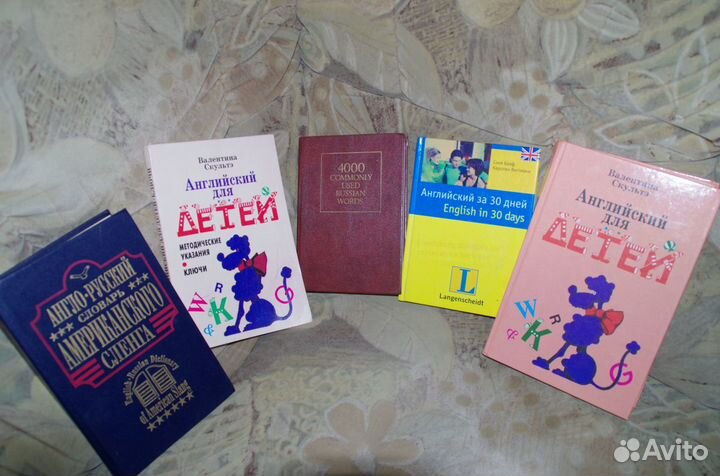 АНГЛО-РУССКИЙ
СЛОВАРЬ
АМЕРИКАНСКОГО
СЛЕНГА
English-Russian Dictionary
of American Slang
Валентина
Скультэ
Английский
для
ДЕТЕЙ
МЕТОДИЧЕСКИЕ
УКАЗАНИЯ
КЛЮЧИ
W
R
K
G
&
4000
COMMONLY
USED
RUSSIAN
WORDS
Английский за 30 дней
English in 30 days
L
Langenscheidt
Валентина
Скультэ
Английский
для
ДЕТЕЙ
W
R
K
G
&
Avito